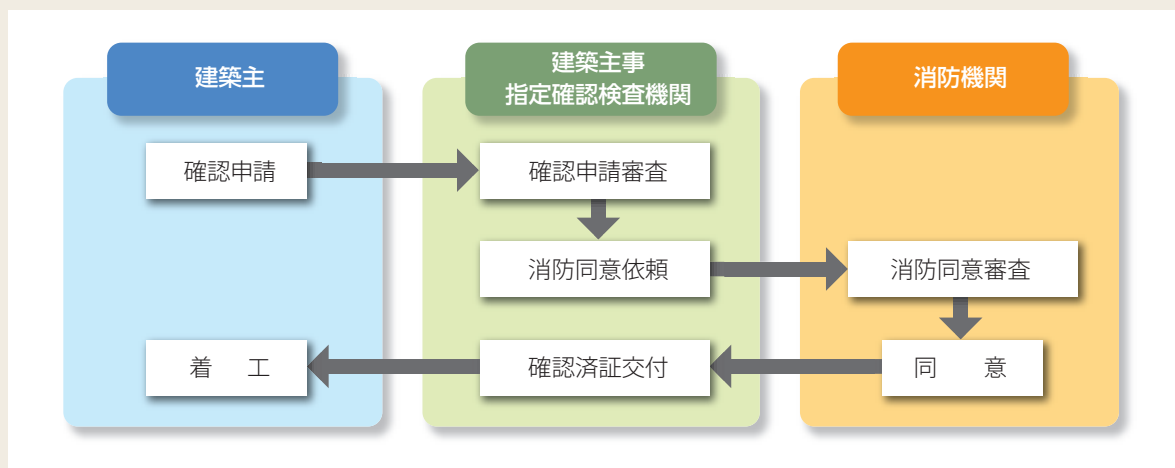 建築主
建築主事
指定確認検査機関
消防機関
確認申請
確認申請審査
消防同意依頼
消防同意審査
着　工
確認済証交付
同　意